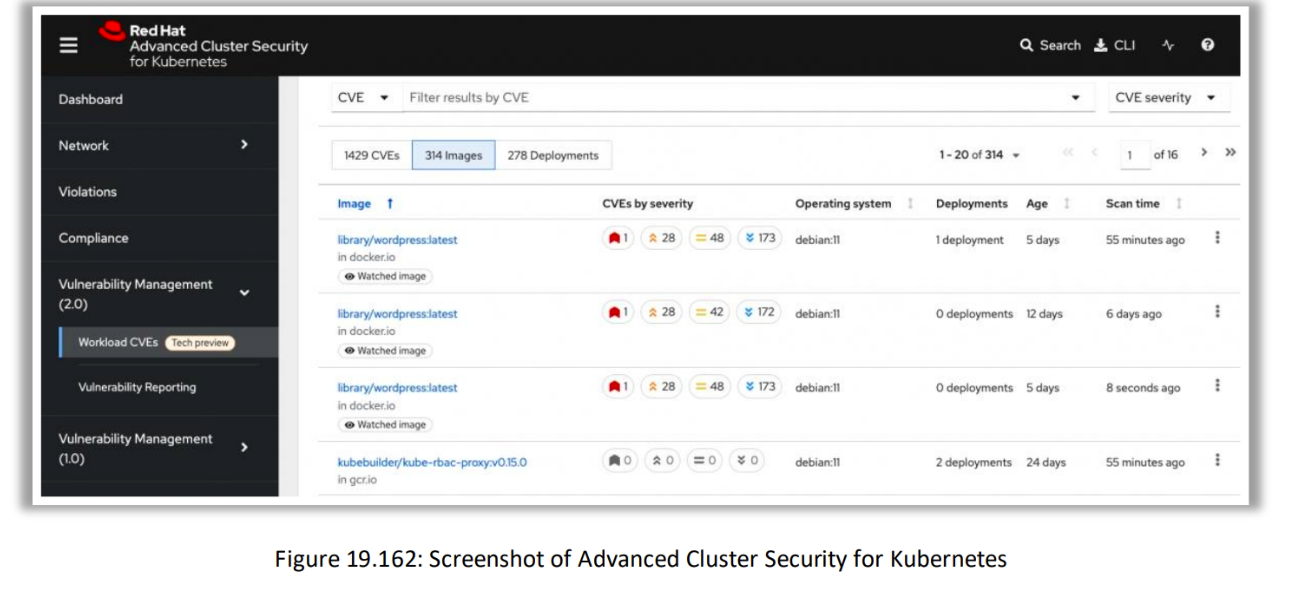 Red Hat
Advanced Cluster Security
for Kubernetes
Search CLI
Dashboard
Network
Violations
Compliance
Vulnerability Management
(2.0)
Workload CVEs Tech preview
Vulnerability Reporting
Vulnerability Management
(1.0)
CVE Filter results by CVE CVE severity
1429 CVEs 314 Images 278 Deployments 1 - 20 of 314 1 of 16
Image CVEs by severity Operating system Deployments Age Scan time
library/wordpress:latest 1 28 48 173 debian:11 1 deployment 5 days 55 minutes ago
in docker.io
Watched image
library/wordpress:latest 1 28 42 172 debian:11 0 deployments 12 days 6 days ago
in docker.io
Watched image
library/wordpress:latest 1 28 48 173 debian:11 0 deployments 5 days 8 seconds ago
in docker.io
Watched image
kubebuilder/kube-rbac-proxy:v0.15.0 0 0 0 0 debian:11 2 deployments 24 days 55 minutes ago
in gcr.io
Figure 19.162: Screenshot of Advanced Cluster Security for Kubernetes